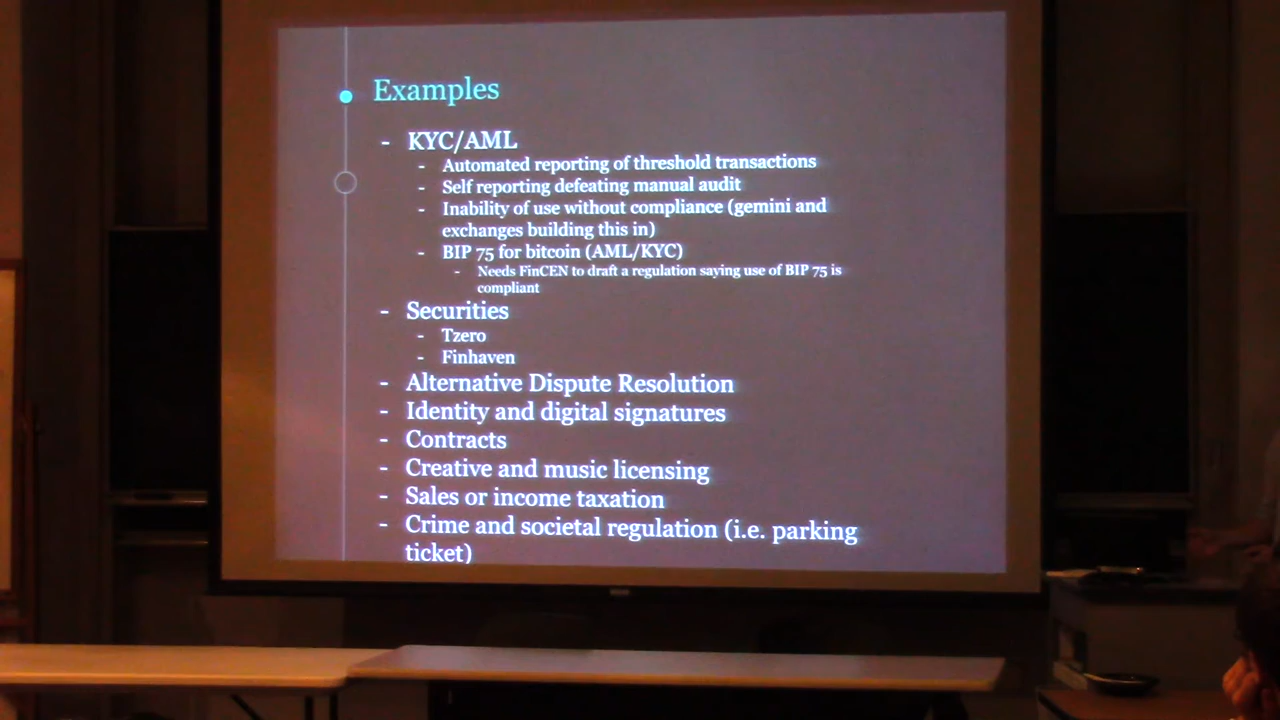 Examples
- KYC/AML
- Automated reporting of threshold transactions
- Self reporting defeating manual audit
- Inability of use without compliance (gemini and
exchanges building this in)
- BIP 75 for bitcoin (AML/KYC)
- Needs FinCEN to draft a regulation saying use of BIP 75 is
compliant
- Securities
- Tzero
- Finhaven
- Alternative Dispute Resolution
- Identity and digital signatures
- Contracts
- Creative and music licensing
- Sales or income taxation
- Crime and societal regulation (i.e. parking
ticket)